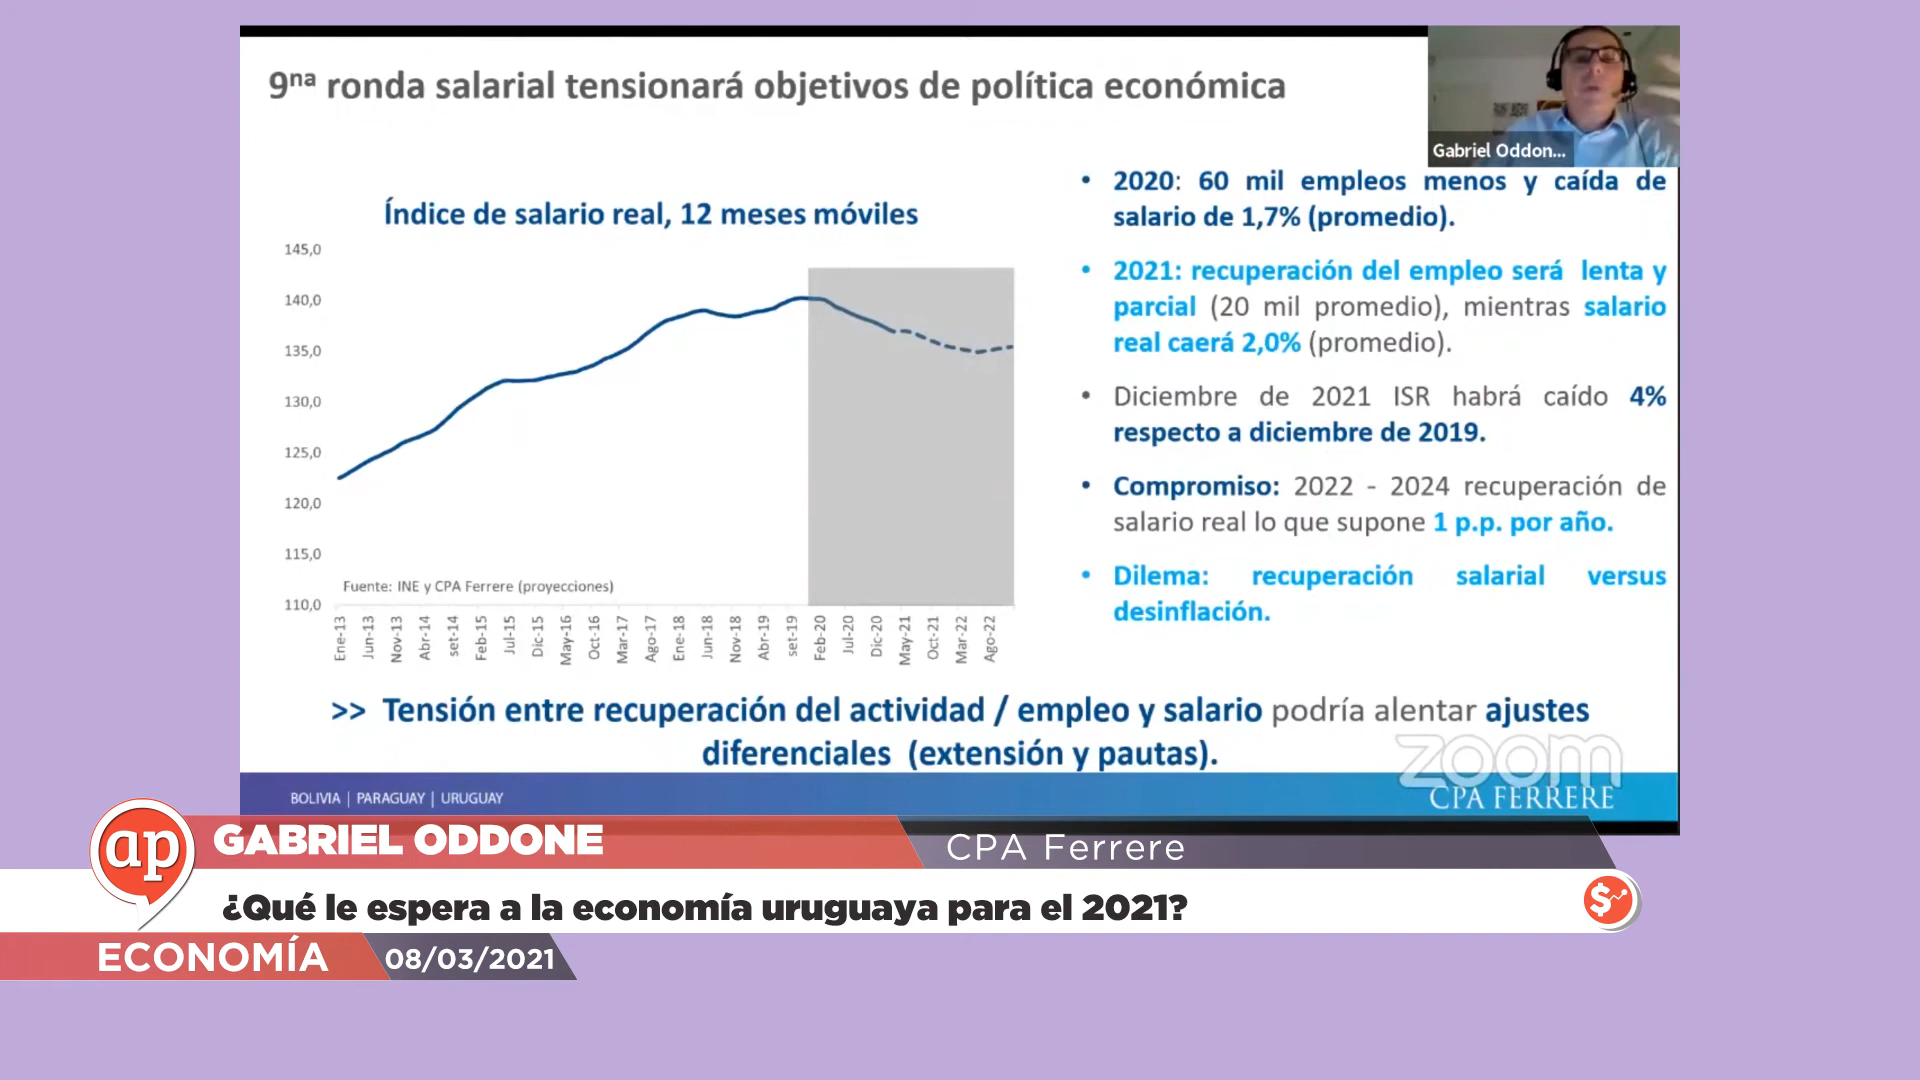 9na ronda salarial tensionará objetivos de política económica
Gabriel Oddon...
Índice de salario real, 12 meses móviles
145,0
140,0
135,0
130,0
125,0
120,0
115,0
110,0
Fuente: INE y CPA Ferrere (proyecciones)
Ene-13
Jun-13
Nov-13
Abr-14
set-14
Feb-15
Jul-15
Dic-15
May-16
Oct-16
Mar-17
Ago-17
Ene-18
Jun-18
Nov-18
Abr-19
set-19
Feb-20
Jul-20
Dic-20
May-21
Oct-21
Mar-22
Ago-22
• 2020: 60 mil empleos menos y caída de
salario de 1,7% (promedio).
• 2021: recuperación del empleo será lenta y
parcial (20 mil promedio), mientras salario
real caerá 2,0% (promedio).
• Diciembre de 2021 ISR habrá caído 4%
respecto a diciembre de 2019.
• Compromiso: 2022 - 2024 recuperación de
salario real lo que supone 1 p.p. por año.
• Dilema: recuperación salarial versus
desinflación.
>> Tensión entre recuperación del actividad / empleo y salario podría alentar ajustes
diferenciales (extensión y pautas).
zoom
BOLIVIA | PARAGUAY | URUGUAY
CPA FERRERE
ap
GABRIEL ODDONE
CPA Ferrere
¿Qué le espera a la economía uruguaya para el 2021?
$
ECONOMÍA
08/03/2021